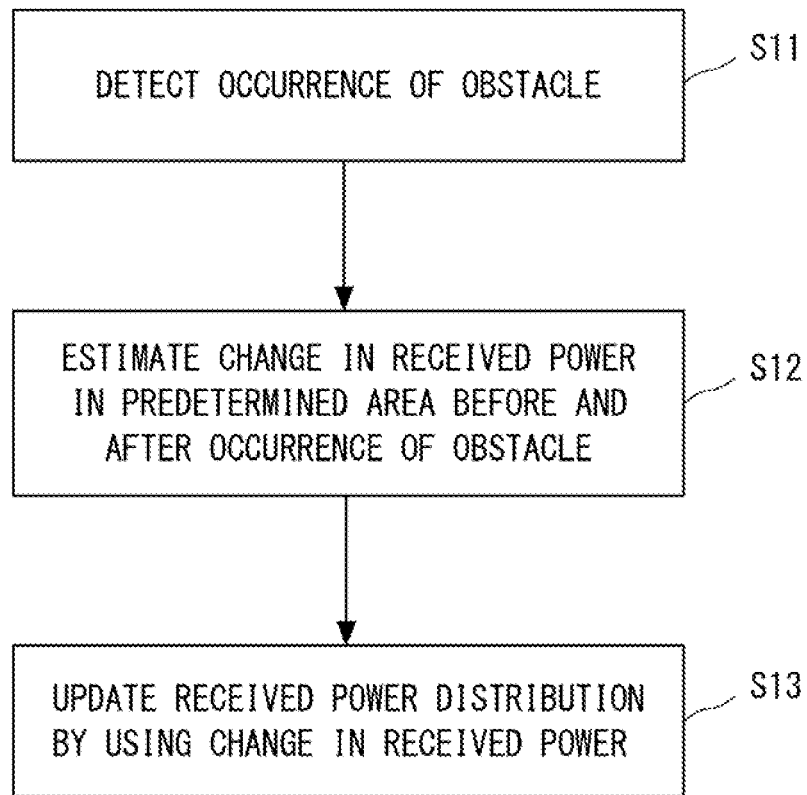 DETECT OCCURRENCE OF OBSTACLE
S11
ESTIMATE CHANGE IN RECEIVED POWER
IN PREDETERMINED AREA BEFORE AND
AFTER OCCURRENCE OF OBSTACLE
S12
UPDATE RECEIVED POWER DISTRIBUTION
BY USING CHANGE IN RECEIVED POWER
S13